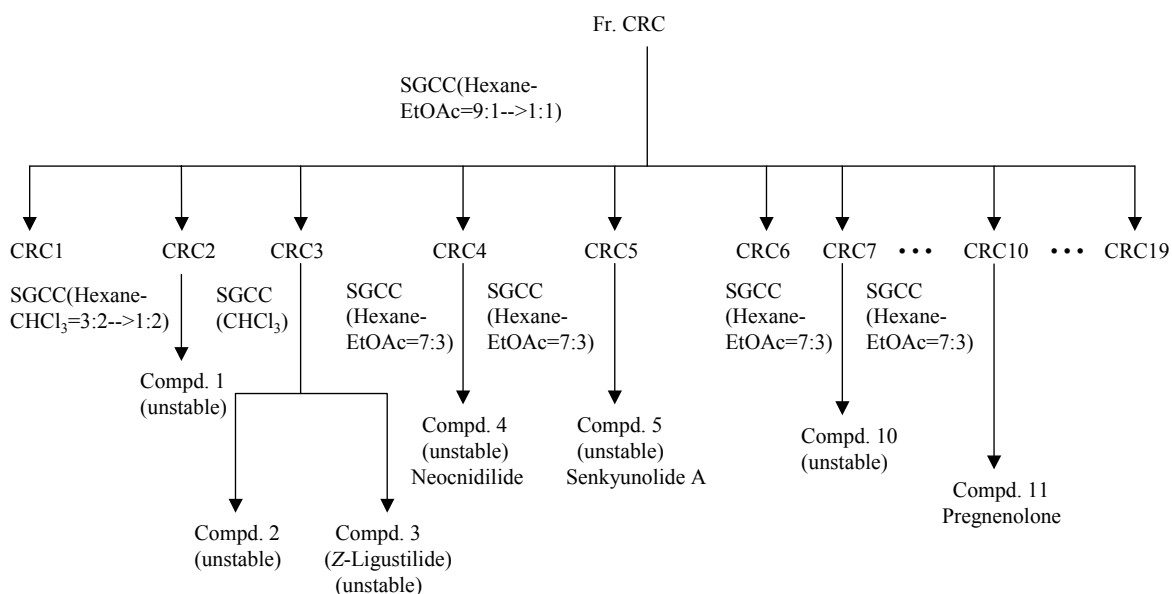 Fr. CRC
SGCC(Hexane-
EtOAc=9:1-->1:1)
CRC1
CRC2
CRC3
CRC4
CRC5
CRC6
CRC7
• • •
CRC10
• • •
CRC19
SGCC(Hexane-
CHCl₃=3:2-->1:2)
SGCC
(CHCl₃)
SGCC
(Hexane-
EtOAc=7:3)
SGCC
(Hexane-
EtOAc=7:3)
SGCC
(Hexane-
EtOAc=7:3)
SGCC
(Hexane-
EtOAc=7:3)
Compd. 1
(unstable)
Compd. 2
(unstable)
Compd. 3
(Z-Ligustilide)
(unstable)
Compd. 4
(unstable)
Neocnidilide
Compd. 5
(unstable)
Senkyunolide A
Compd. 10
(unstable)
Compd. 11
Pregnenolone